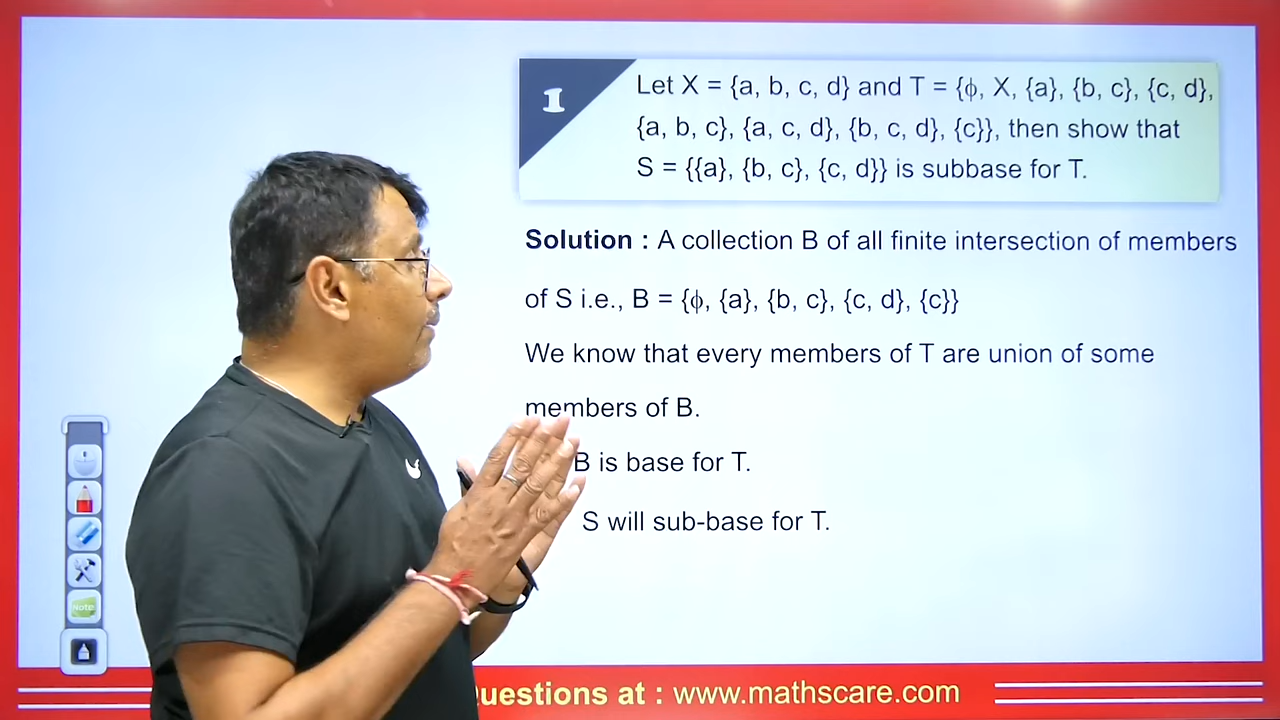 1
Let X = {a, b, c, d} and T = {ϕ, X, {a}, {b, c}, {c, d},
{a, b, c}, {a, c, d}, {b, c, d}, {c}}, then show that
S = {{a}, {b, c}, {c, d}} is subbase for T.
Solution : A collection B of all finite intersection of members
of S i.e., B = {ϕ, {a}, {b, c}, {c, d}, {c}}
We know that every members of T are union of some
members of B.
B is base for T.
S will sub-base for T.
Note
at : www.mathscare.com